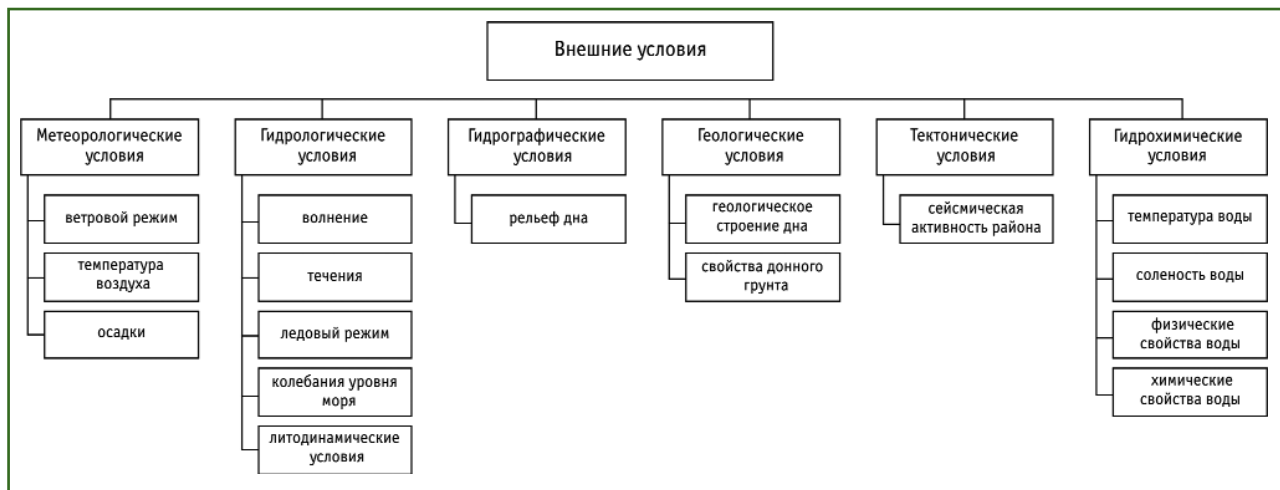 Внешние условия
Метеорологические
условия
ветровой режим
температура
воздуха
осадки
Гидрологические
условия
волнение
течения
ледовый режим
колебания уровня
моря
литодинамические
условия
Гидрографические
условия
рельеф дна
Геологические
условия
геологическое
строение дна
свойства донного
грунта
Тектонические
условия
сейсмическая
активность района
Гидрохимические
условия
температура воды
соленость воды
физические
свойства воды
химические
свойства воды